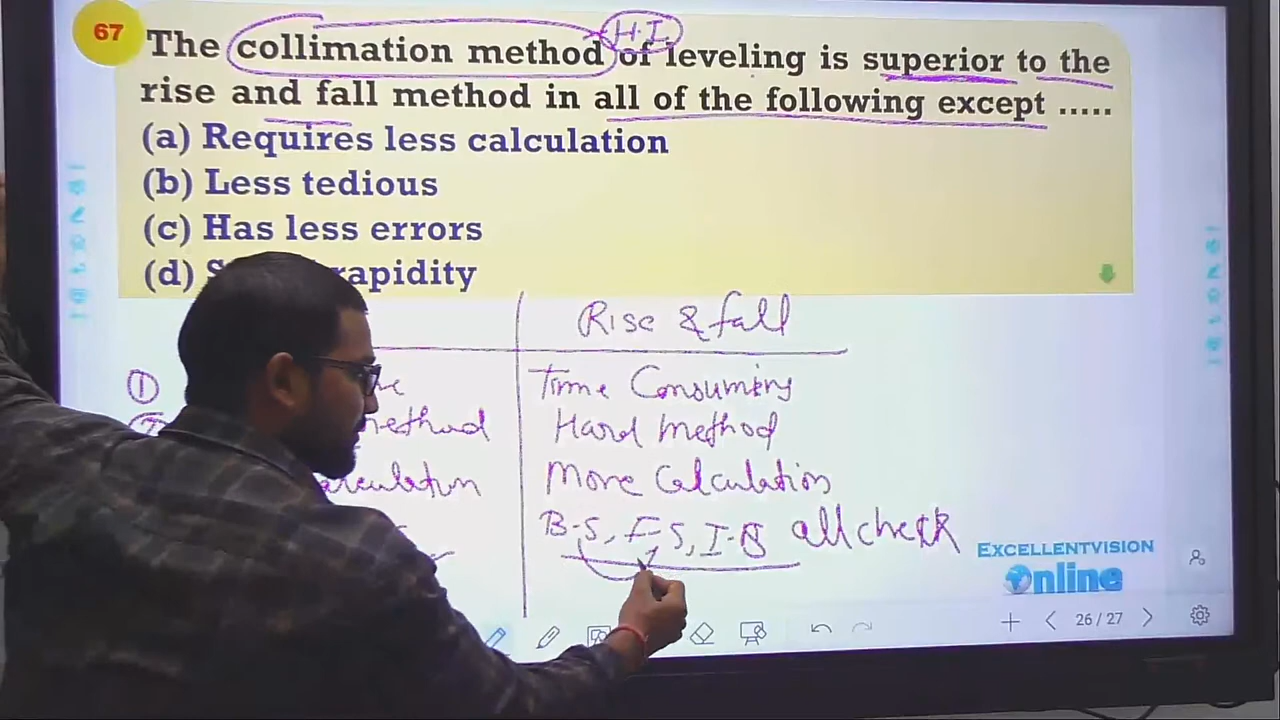 67
H.I.
The collimation method of leveling is superior to the
rise and fall method in all of the following except .....
(a) Requires less calculation
(b) Less tedious
(c) Has less errors
(d) rapidity
Rise & fall
①
Time Consuming
method
Hard method
More Calculation
B.S, F.S, I.S all check
EXCELLENTVISION
Online
26 / 27